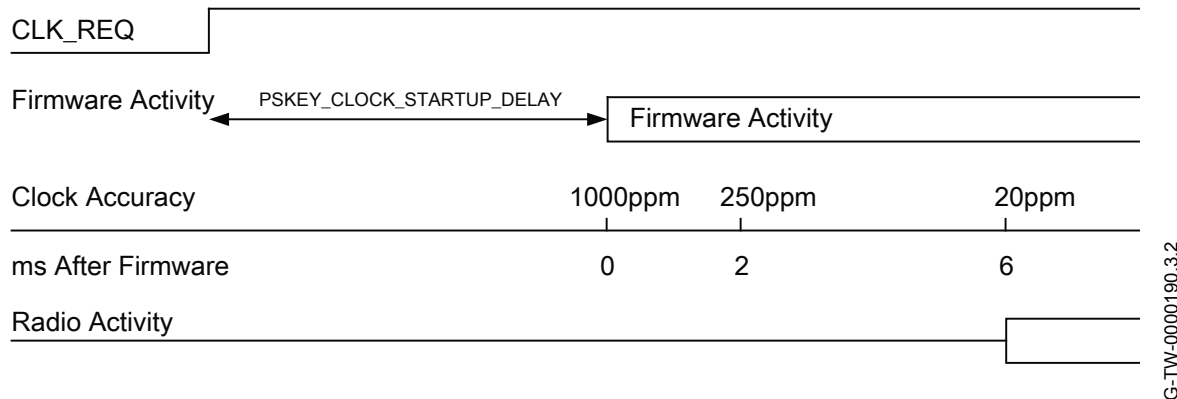 CLK_REQ
Firmware Activity
PSKEY_CLOCK_STARTUP_DELAY
Firmware Activity
Clock Accuracy 1000ppm 250ppm 20ppm
ms After Firmware 0 2 6
Radio Activity
G-TW-0000190.3.2